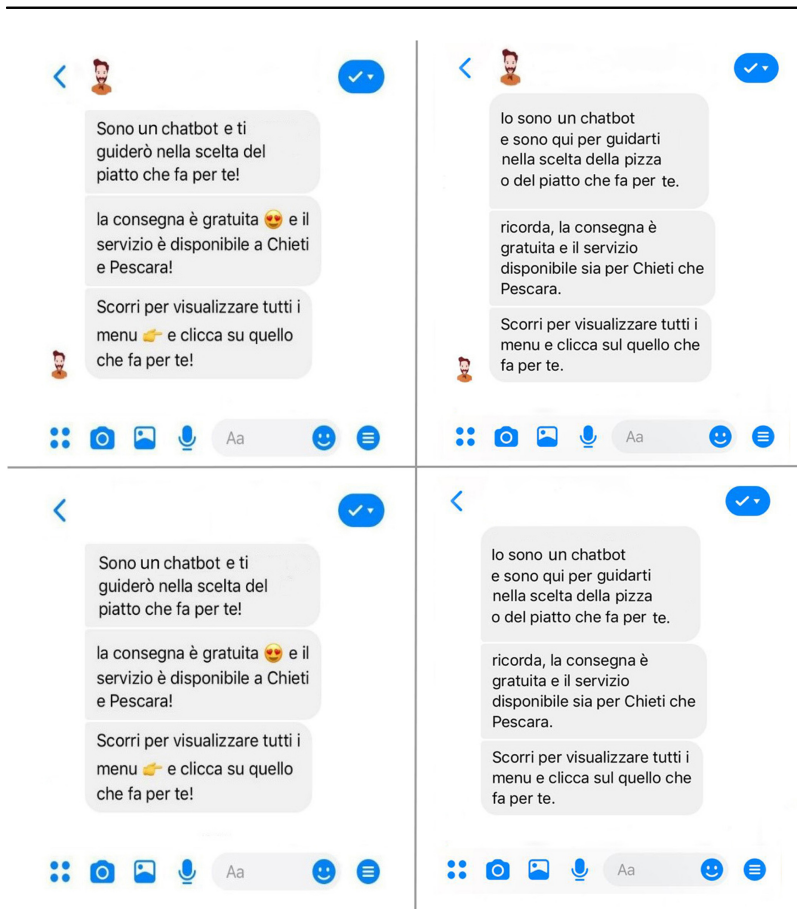 Sono un chatbot e ti
guiderò nella scelta del
piatto che fa per te!
la consegna è gratuita 😍 e il
servizio è disponibile a Chieti
e Pescara!
Scorri per visualizzare tutti i
menu 👉 e clicca su quello
che fa per te!
Aa
Io sono un chatbot
e sono qui per guidarti
nella scelta della pizza
o del piatto che fa per te.
ricorda, la consegna è
gratuita e il servizio
disponibile sia per Chieti che
Pescara.
Scorri per visualizzare tutti i
menu e clicca sul quello che
fa per te.
Aa
Sono un chatbot e ti
guiderò nella scelta del
piatto che fa per te!
la consegna è gratuita 😍 e il
servizio è disponibile a Chieti
e Pescara!
Scorri per visualizzare tutti i
menu 👉 e clicca su quello
che fa per te!
Aa
Io sono un chatbot
e sono qui per guidarti
nella scelta della pizza
o del piatto che fa per te.
ricorda, la consegna è
gratuita e il servizio
disponibile sia per Chieti che
Pescara.
Scorri per visualizzare tutti i
menu e clicca sul quello che
fa per te.
Aa